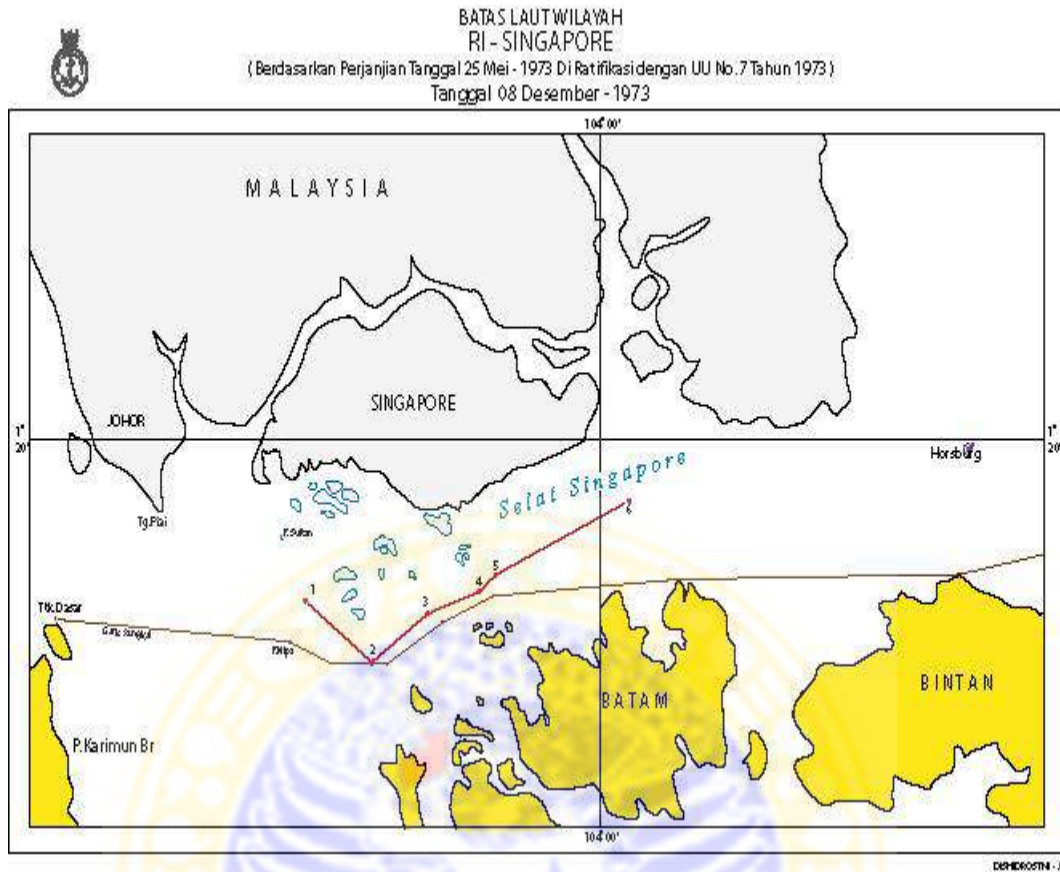 BATAS LAUT WILAYAH
RI - SINGAPORE
( Berdasarkan Perjanjian Tanggal 25 Mei - 1973 Di Ratifikasi dengan UU No. 7 Tahun 1973 )
Tanggal 08 Desember - 1973
104° 00'
MALAYSIA
SINGAPORE
JOHOR
1°
20'
1°
20'
Horsburg
Selat Singapore
Tg.Piai
P.Sultan
6
5
4
3
1
2
Ttk.Dasar
P.Nipa
BATAM
BINTAN
P.Karimun Br
104° 00'